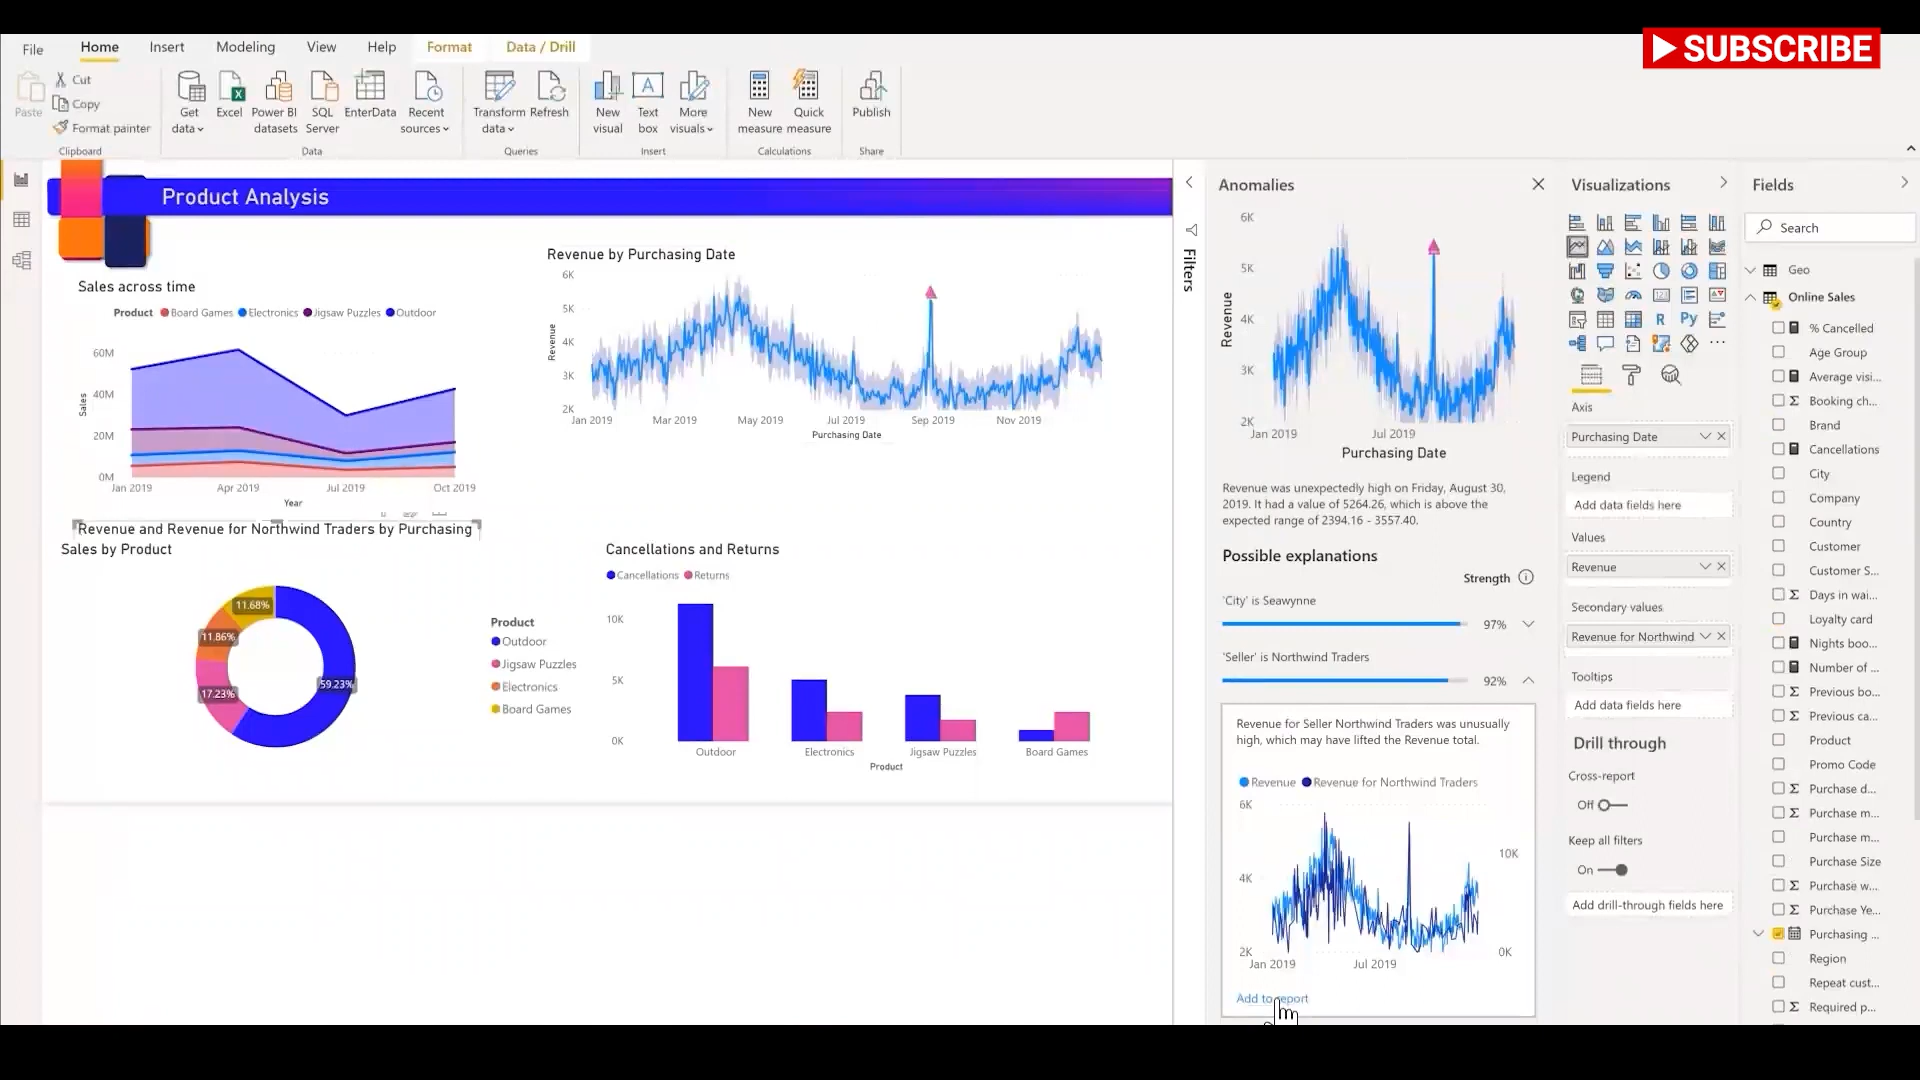 SUBSCRIBE
File Home Insert Modeling View Help Format Data / Drill
Paste
Cut
Copy
Format painter
Clipboard
Get data
Excel
Power BI datasets
SQL Server
EnterData
Recent sources
Data
Transform data
Refresh
Queries
New visual
Text box
More visuals
Insert
New measure
Quick measure
Calculations
Publish
Share
Product Analysis
Sales across time
Product Board Games Electronics Jigsaw Puzzles Outdoor
Sales
60M
40M
20M
0M
Jan 2019 Apr 2019 Jul 2019 Oct 2019
Year
Revenue by Purchasing Date
Revenue
6K
5K
4K
3K
2K
Jan 2019 Mar 2019 May 2019 Jul 2019 Sep 2019 Nov 2019
Purchasing Date
Revenue and Revenue for Northwind Traders by Purchasing
Sales by Product
11.68%
11.86%
17.23%
59.23%
Product
Outdoor
Jigsaw Puzzles
Electronics
Board Games
Cancellations and Returns
Cancellations Returns
10K
5K
0K
Outdoor Electronics Jigsaw Puzzles Board Games
Product
Filters
Anomalies
Revenue
6K
5K
4K
3K
2K
Jan 2019 Jul 2019
Purchasing Date
Revenue was unexpectedly high on Friday, August 30,
2019. It had a value of 5264.26, which is above the
expected range of 2394.16 - 3557.40.
Possible explanations
Strength
'City' is Seawynne
97%
'Seller' is Northwind Traders
92%
Revenue for Seller Northwind Traders was unusually
high, which may have lifted the Revenue total.
Revenue Revenue for Northwind Traders
6K
4K
2K
10K
0K
Jan 2019 Jul 2019
Add to report
Visualizations
R Py
Axis
Purchasing Date
Legend
Add data fields here
Values
Revenue
Secondary values
Revenue for Northwind
Tooltips
Add data fields here
Drill through
Cross-report
Off
Keep all filters
On
Add drill-through fields here
Fields
Search
Geo
Online Sales
% Cancelled
Age Group
Average visi...
Booking ch...
Brand
Cancellations
City
Company
Country
Customer
Customer S...
Days in wai...
Loyalty card
Nights boo...
Number of ...
Previous bo...
Previous ca...
Product
Promo Code
Purchase d...
Purchase m...
Purchase m...
Purchase Size
Purchase w...
Purchase Ye...
Purchasing ...
Region
Repeat cust...
Required p...